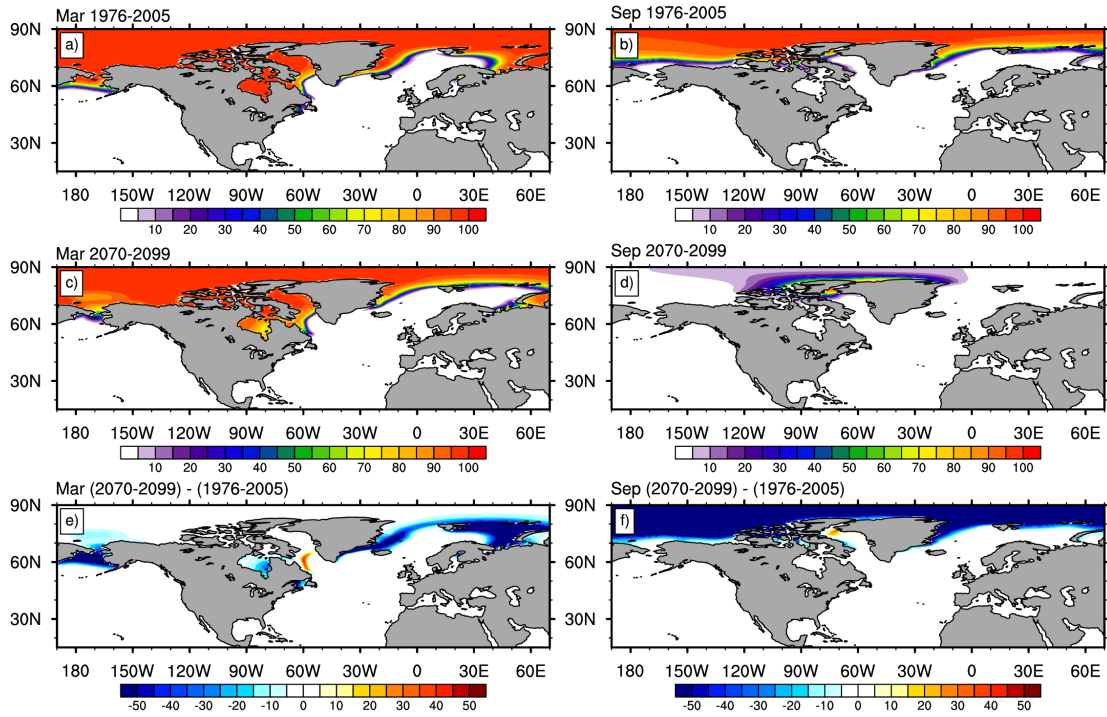 Mar 1976-2005
Sep 1976-2005
90N
a)
60N
30N
180 150W 120W 90W 60W 30W 0 30E 60E
10 20 30 40 50 60 70 80 90 100
90N
b)
60N
30N
180 150W 120W 90W 60W 30W 0 30E 60E
10 20 30 40 50 60 70 80 90 100
Mar 2070-2099
Sep 2070-2099
90N
c)
60N
30N
180 150W 120W 90W 60W 30W 0 30E 60E
10 20 30 40 50 60 70 80 90 100
90N
d)
60N
30N
180 150W 120W 90W 60W 30W 0 30E 60E
10 20 30 40 50 60 70 80 90 100
Mar (2070-2099) - (1976-2005)
Sep (2070-2099) - (1976-2005)
90N
e)
60N
30N
180 150W 120W 90W 60W 30W 0 30E 60E
-50 -40 -30 -20 -10 0 10 20 30 40 50
90N
f)
60N
30N
180 150W 120W 90W 60W 30W 0 30E 60E
-50 -40 -30 -20 -10 0 10 20 30 40 50